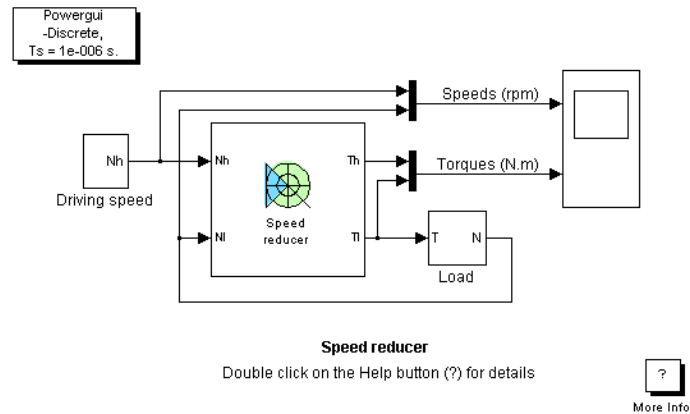 Powergui
-Discrete,
Ts = 1e-006 s.
Speeds (rpm)
Nh
Driving speed
Nh
Th
Torques (N.m)
Speed
reducer
Nl
Tl
T
N
Load
Speed reducer
Double click on the Help button (?) for details
?
More Info